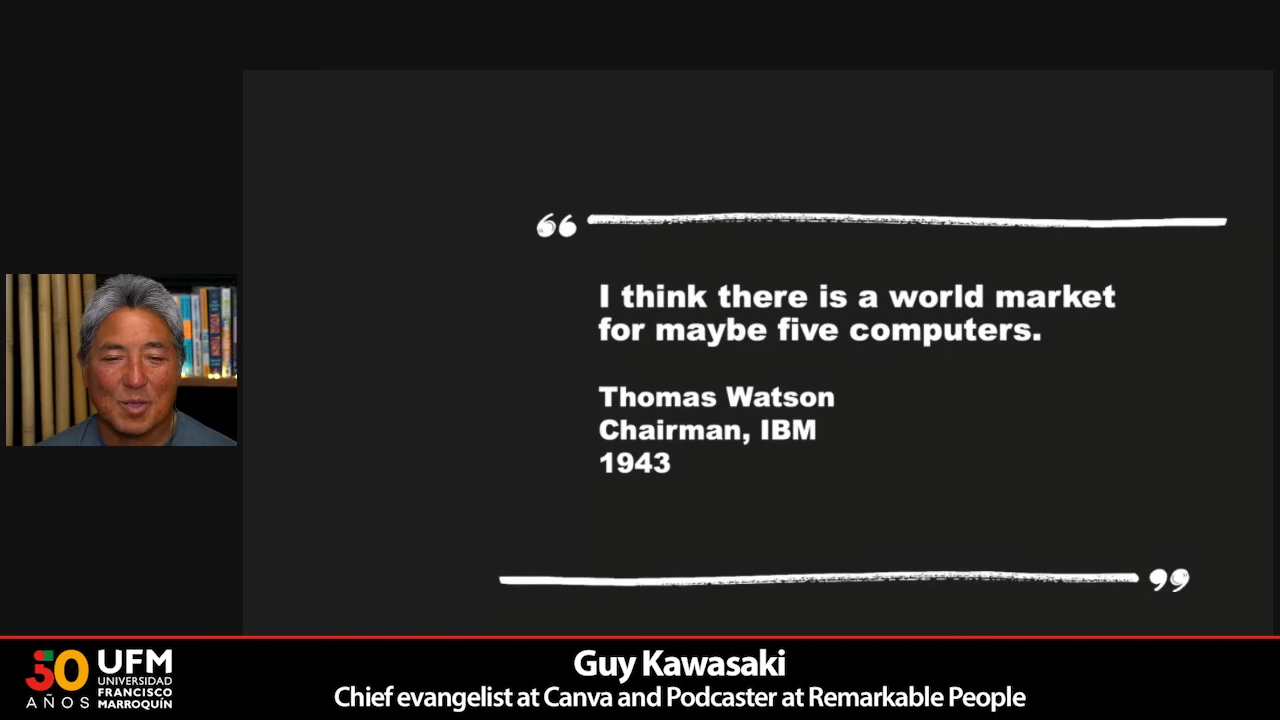 “
I think there is a world market
for maybe five computers.
Thomas Watson
Chairman, IBM
1943
”
50
AÑOS
UFM
UNIVERSIDAD
FRANCISCO
MARROQUÍN
Guy Kawasaki
Chief evangelist at Canva and Podcaster at Remarkable People